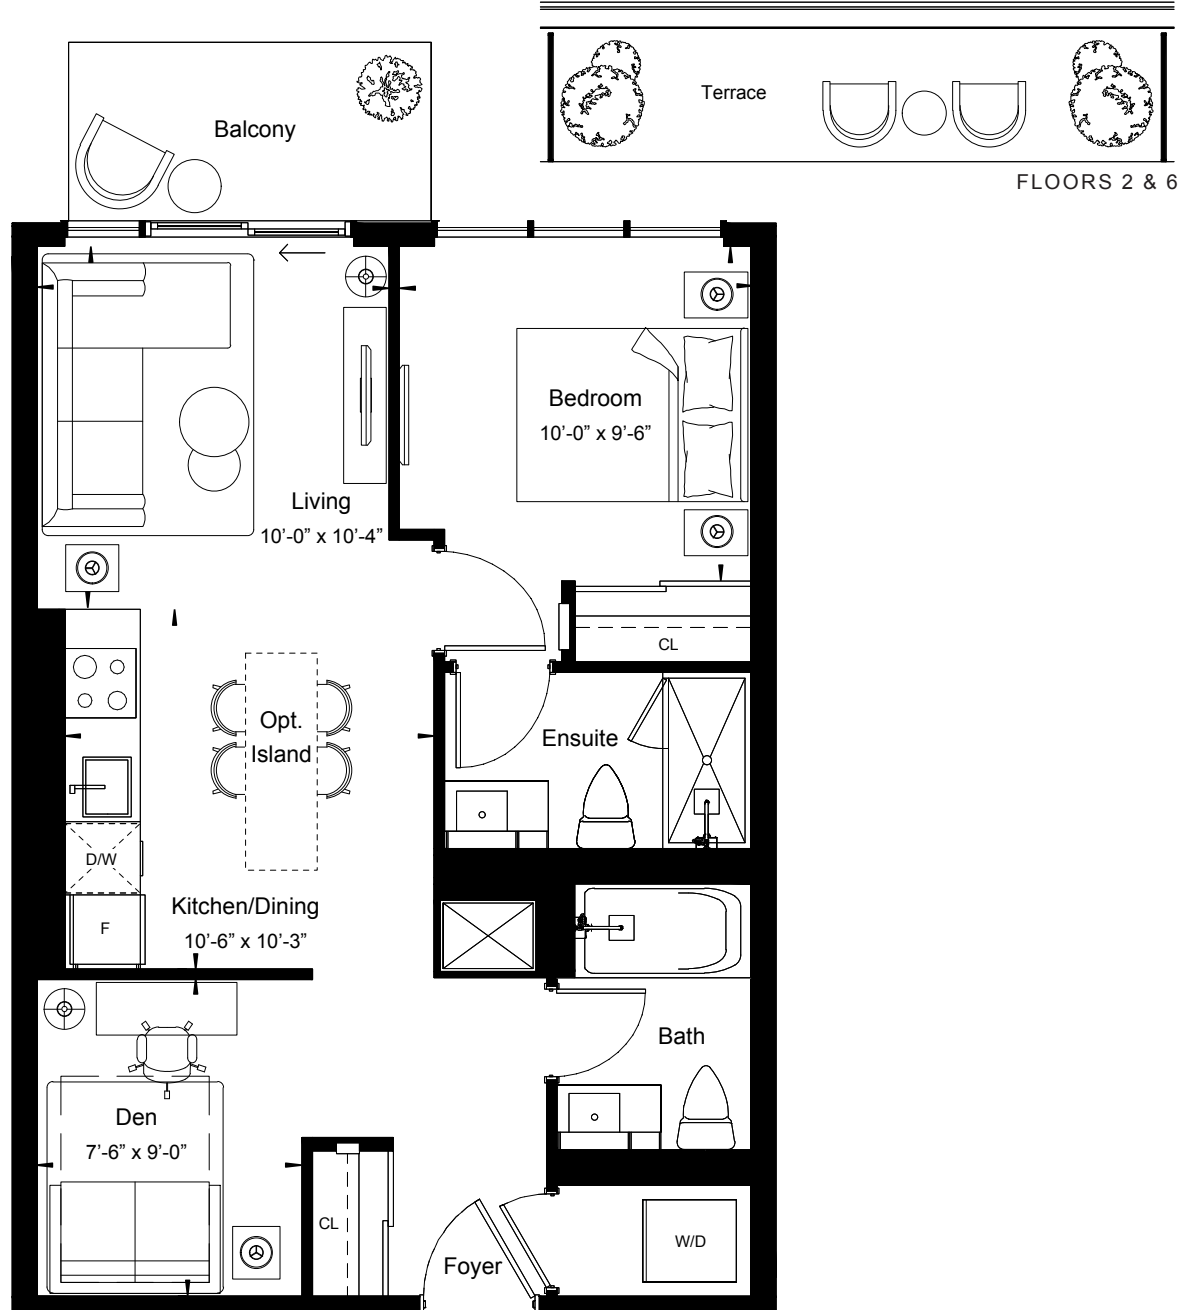 Terrace
Balcony
FLOORS 2 & 6
Bedroom
10’-0” x 9’-6”
Living
10’-0” x 10’-4”
CL
Opt.
Island
Ensuite
D/W
Kitchen/Dining
F
10’-6” x 10’-3”
Bath
Den
7’-6” x 9’-0”
CL
W/D
Foyer